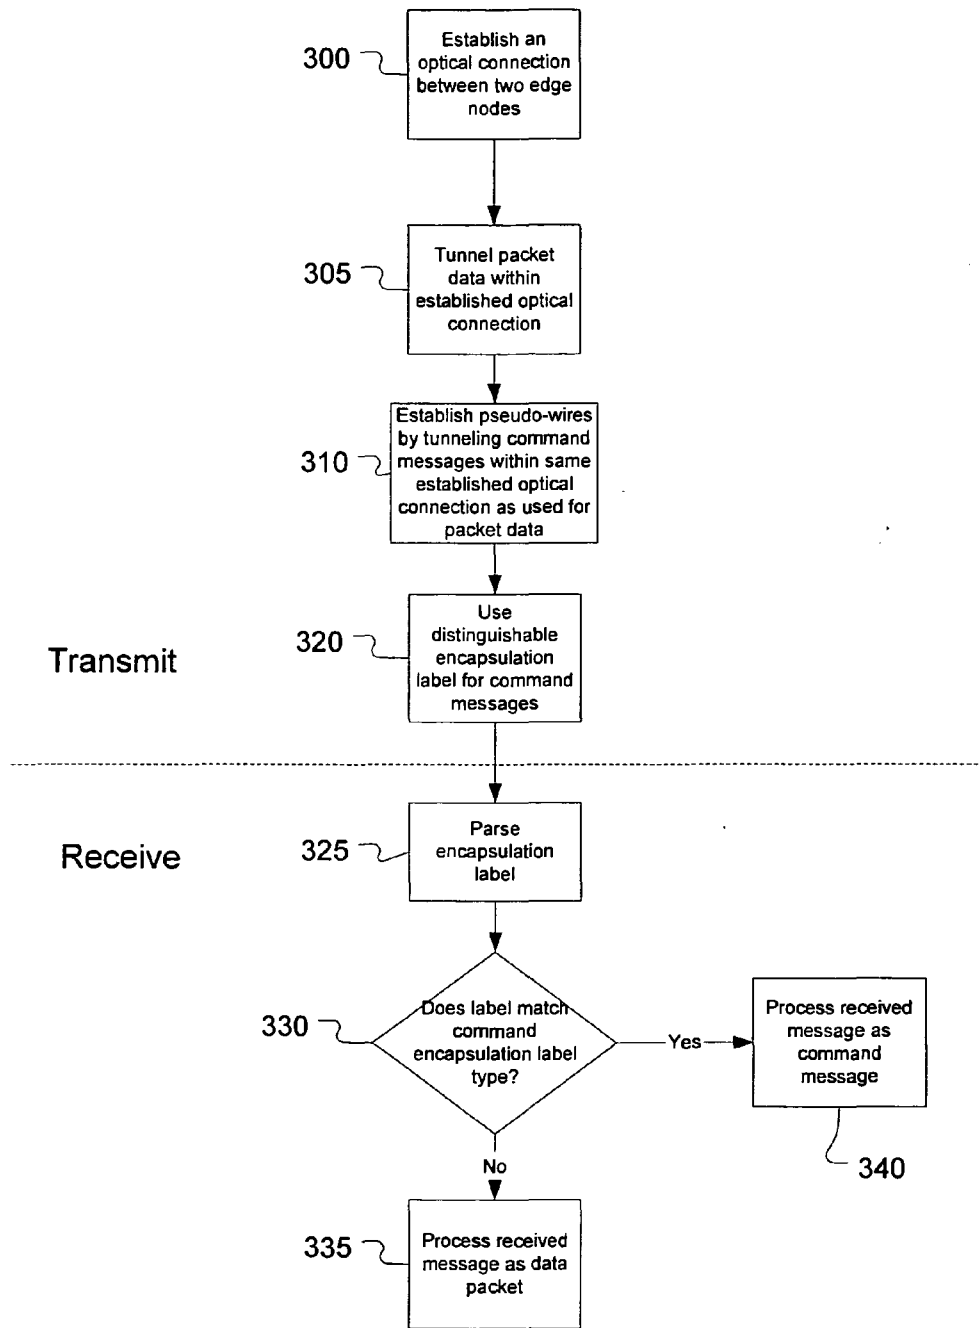 300
Establish an
optical connection
between two edge
nodes
305
Tunnel packet
data within
established optical
connection
310
Establish pseudo-wires
by tunneling command
messages within same
established optical
connection as used for
packet data
Transmit
320
Use
distinguishable
encapsulation
label for command
messages
Receive
325
Parse
encapsulation
label
330
Does label match
command
encapsulation label
type?
Yes
Process received
message as
command
message
340
No
335
Process received
message as data
packet